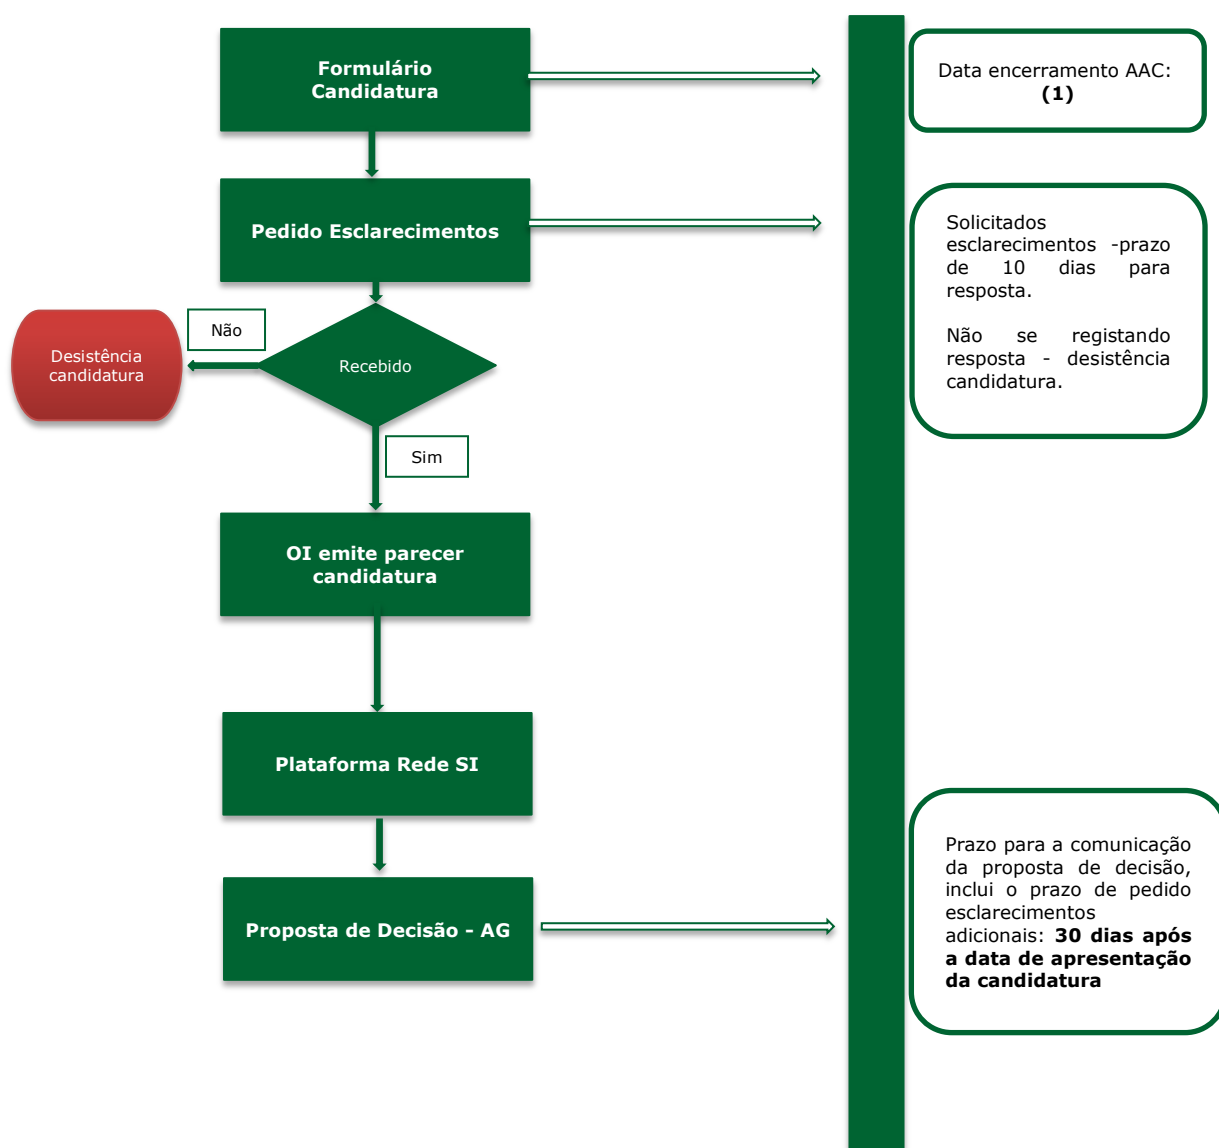 Formulário
Candidatura
Data encerramento AAC:
(1)
Pedido Esclarecimentos
Solicitados
esclarecimentos -prazo
de 10 dias para
resposta.
Não se registando
resposta - desistência
candidatura.
Não
Desistência
candidatura
Recebido
Sim
OI emite parecer
candidatura
Plataforma Rede SI
Proposta de Decisão - AG
Prazo para a comunicação
da proposta de decisão,
inclui o prazo de pedido
esclarecimentos
adicionais: 30 dias após
a data de apresentação
da candidatura